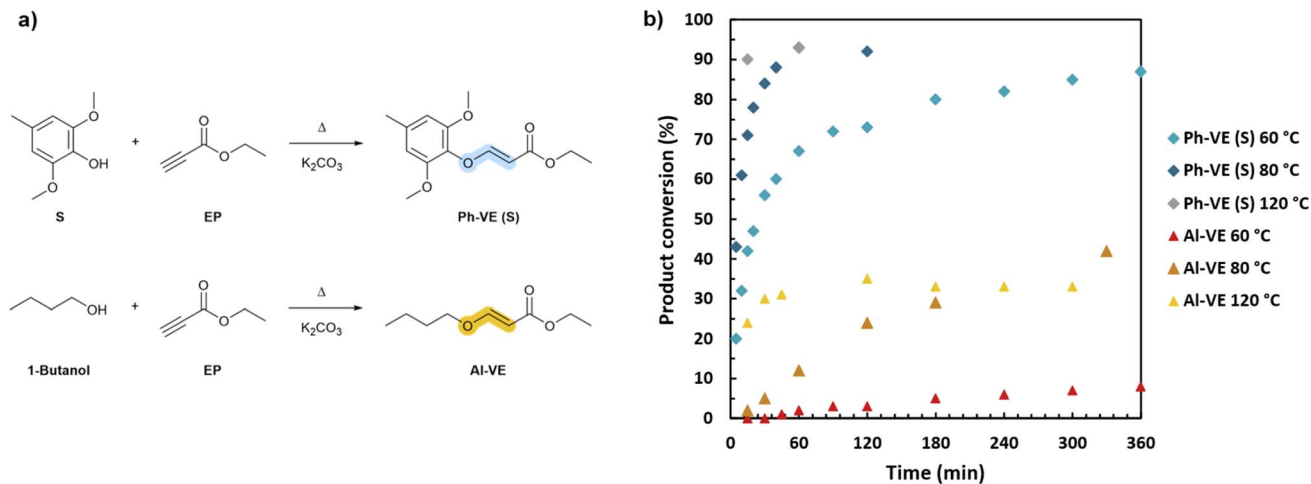 a)
O
O
OH
S
+
O
O
EP
Δ
K2CO3
O
O
O
O
O
Ph-VE (S)
OH
1-Butanol
+
O
O
EP
Δ
K2CO3
O
O
O
Al-VE
b)
Product conversion (%)
100
90
80
70
60
50
40
30
20
10
0
0 60 120 180 240 300 360
Time (min)
Ph-VE (S) 60 °C
Ph-VE (S) 80 °C
Ph-VE (S) 120 °C
Al-VE 60 °C
Al-VE 80 °C
Al-VE 120 °C